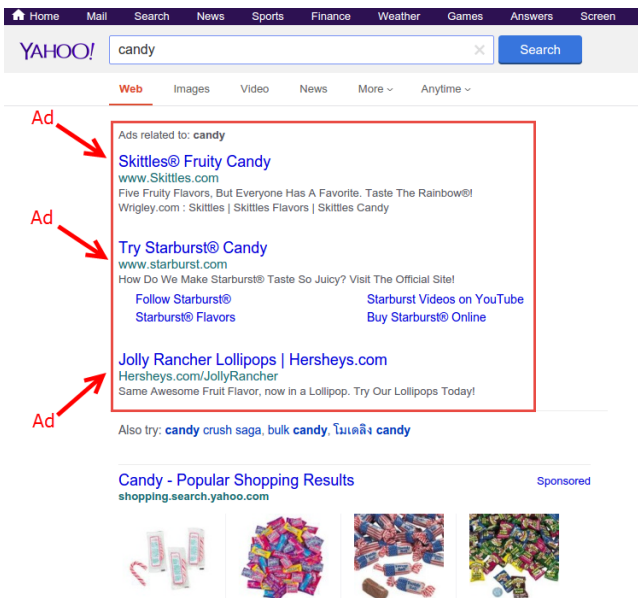 Home Mail Search News Sports Finance Weather Games Answers Screen
YAHOO! candy Search
Web Images Video News More Anytime
Ad
Ads related to: candy
Skittles® Fruity Candy
www.Skittles.com
Five Fruity Flavors, But Everyone Has A Favorite. Taste The Rainbow®!
Wrigley.com : Skittles | Skittles Flavors | Skittles Candy
Ad
Try Starburst® Candy
www.starburst.com
How Do We Make Starburst® Taste So Juicy? Visit The Official Site!
Follow Starburst® Starburst Videos on YouTube
Starburst® Flavors Buy Starburst® Online
Jolly Rancher Lollipops | Hersheys.com
Hersheys.com/JollyRancher
Same Awesome Fruit Flavor, now in a Lollipop. Try Our Lollipops Today!
Ad
Also try: candy crush saga, bulk candy, โมเดลิ่ง candy
Candy - Popular Shopping Results Sponsored
shopping.search.yahoo.com